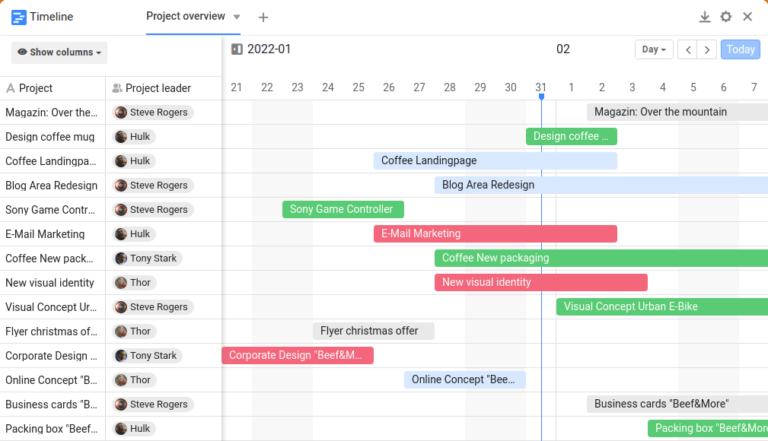 Timeline
Project overview
Show columns
2022-01
02
Day
Today
Project
Project leader
21 22 23 24 25 26 27 28 29 30 31 1 2 3 4 5 6 7
Magazin: Over the... Steve Rogers Magazin: Over the mountain
Design coffee mug Hulk Design coffee ...
Coffee Landingpa... Hulk Coffee Landingpage
Blog Area Redesign Steve Rogers Blog Area Redesign
Sony Game Contr... Steve Rogers Sony Game Controller
E-Mail Marketing Hulk E-Mail Marketing
Coffee New pack... Tony Stark Coffee New packaging
New visual identity Thor New visual identity
Visual Concept Ur... Steve Rogers Visual Concept Urban E-Bike
Flyer christmas of... Thor Flyer christmas offer
Corporate Design ... Tony Stark Corporate Design "Beef&M...
Online Concept "B... Thor Online Concept "Bee...
Business cards "B... Steve Rogers Business cards "Beef&More"
Packing box "Beef... Hulk Packing box "Beef&More